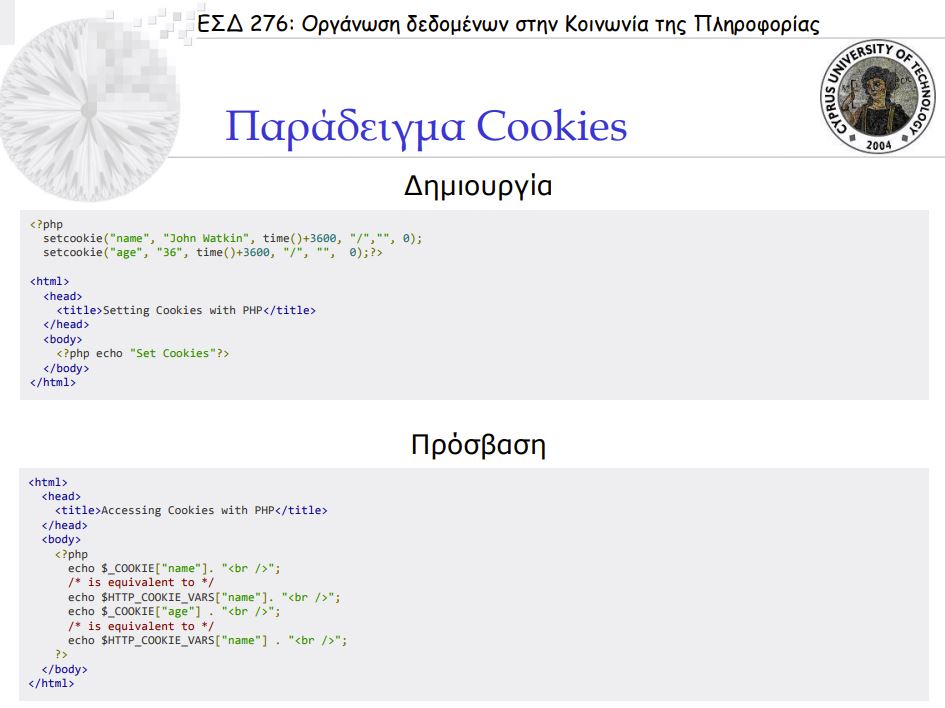 ΕΣΔ 276: Οργάνωση δεδομένων στην Κοινωνία της Πληροφορίας
CYPRUS UNIVERSITY OF TECHNOLOGY
2004
Παράδειγμα Cookies
Δημιουργία
<?php
  setcookie("name", "John Watkin", time()+3600, "/","", 0);
  setcookie("age", "36", time()+3600, "/", "",  0);?>
<html>
  <head>
    <title>Setting Cookies with PHP</title>
  </head>
  <body>
    <?php echo "Set Cookies"?>
  </body>
</html>
Πρόσβαση
<html>
  <head>
    <title>Accessing Cookies with PHP</title>
  </head>
  <body>
    <?php
      echo $_COOKIE["name"]. "<br />";
      /* is equivalent to */
      echo $HTTP_COOKIE_VARS["name"]. "<br />";
      echo $_COOKIE["age"] . "<br />";
      /* is equivalent to */
      echo $HTTP_COOKIE_VARS["name"] . "<br />";
    ?>
  </body>
</html>